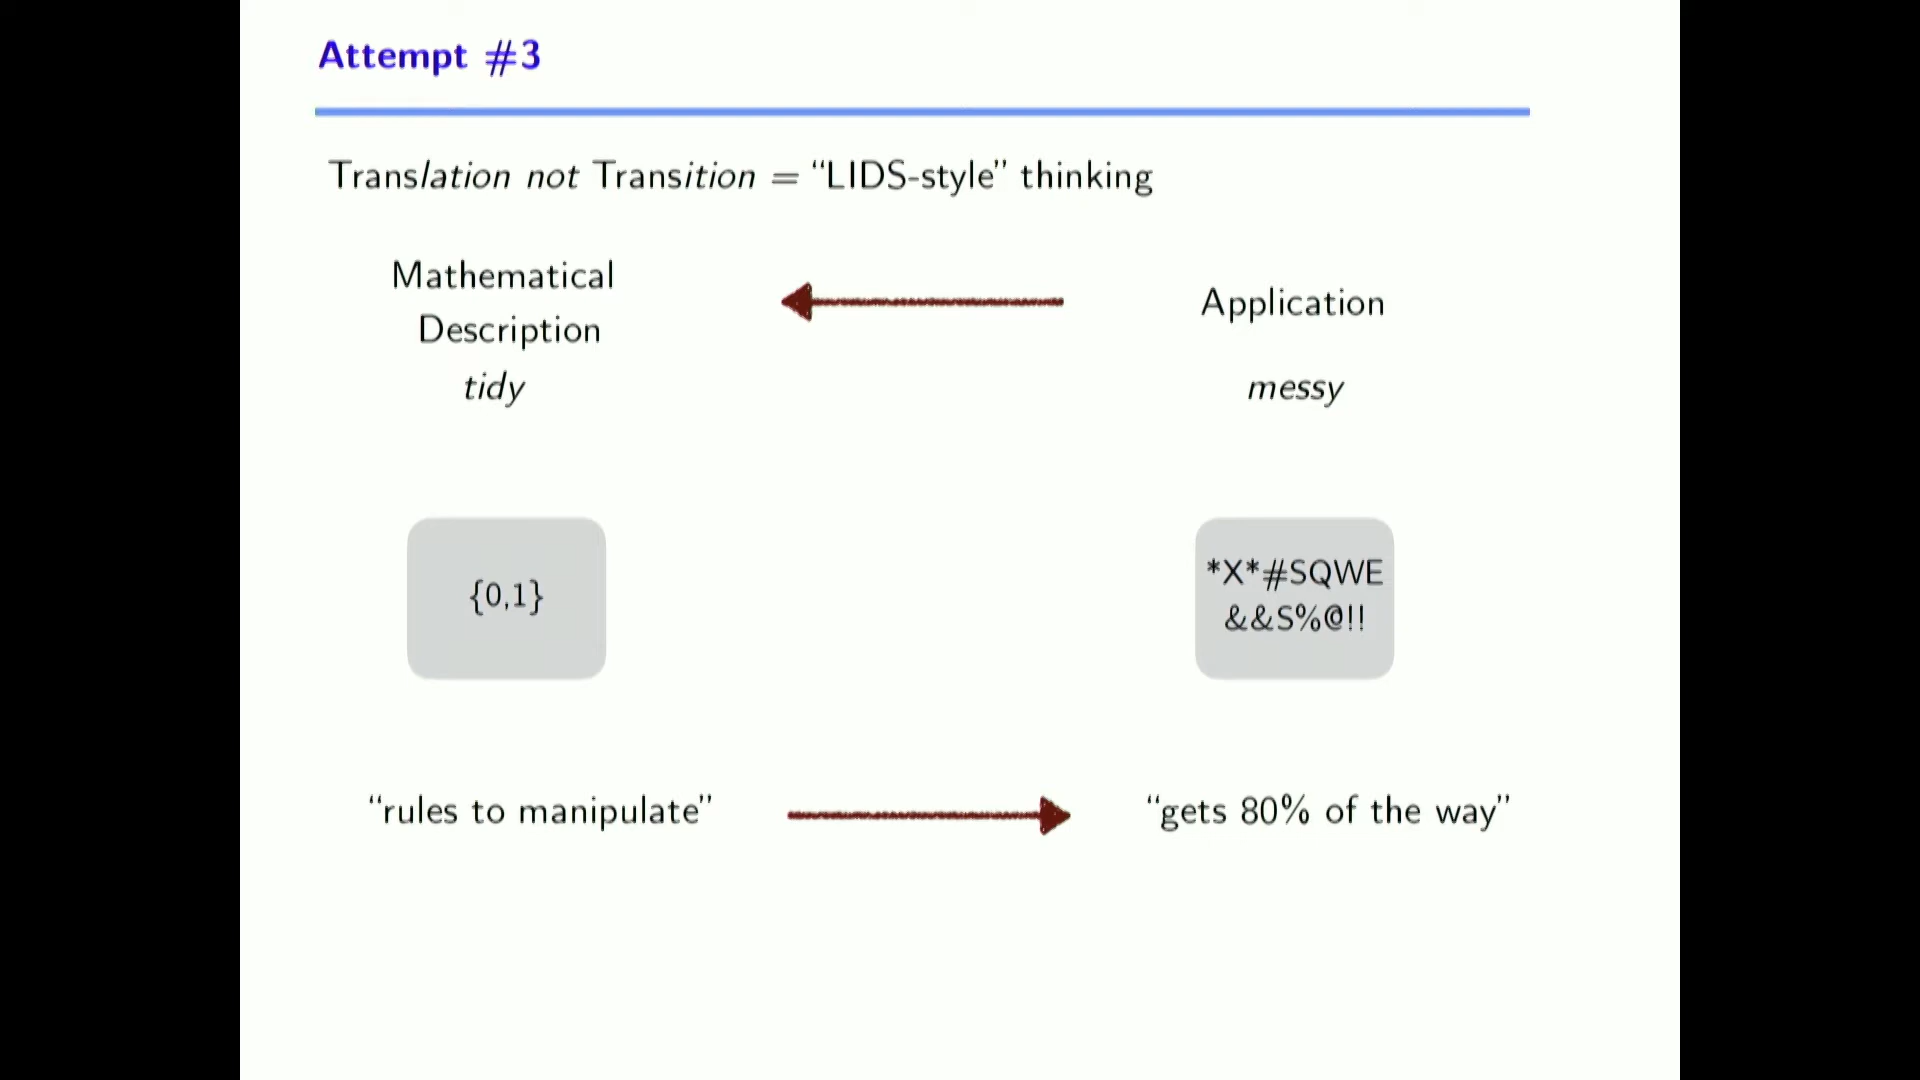 Attempt #3
Translation not Transition = “LIDS-style” thinking
Mathematical
Description
Application
tidy
messy
{0,1}
*X*#SQWE
&&S%@!!
“rules to manipulate”
“gets 80% of the way”